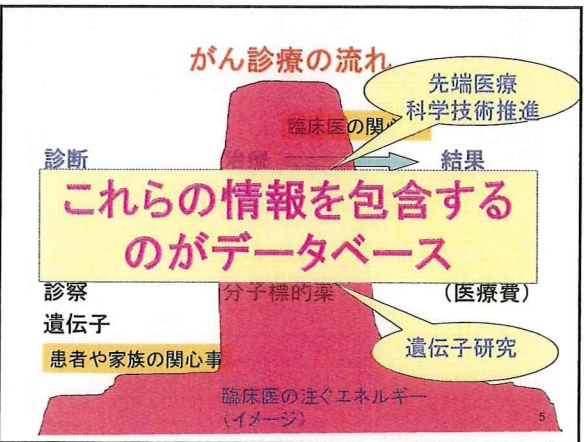 がん診療の流れ
先端医療
科学技術推進
臨床医の関心
診断
治療
結果
これらの情報を包含する
のがデータベース
診察
分子標的薬
(医療費)
遺伝子
遺伝子研究
患者や家族の関心事
臨床医の注ぐエネルギー
(イメージ)
5